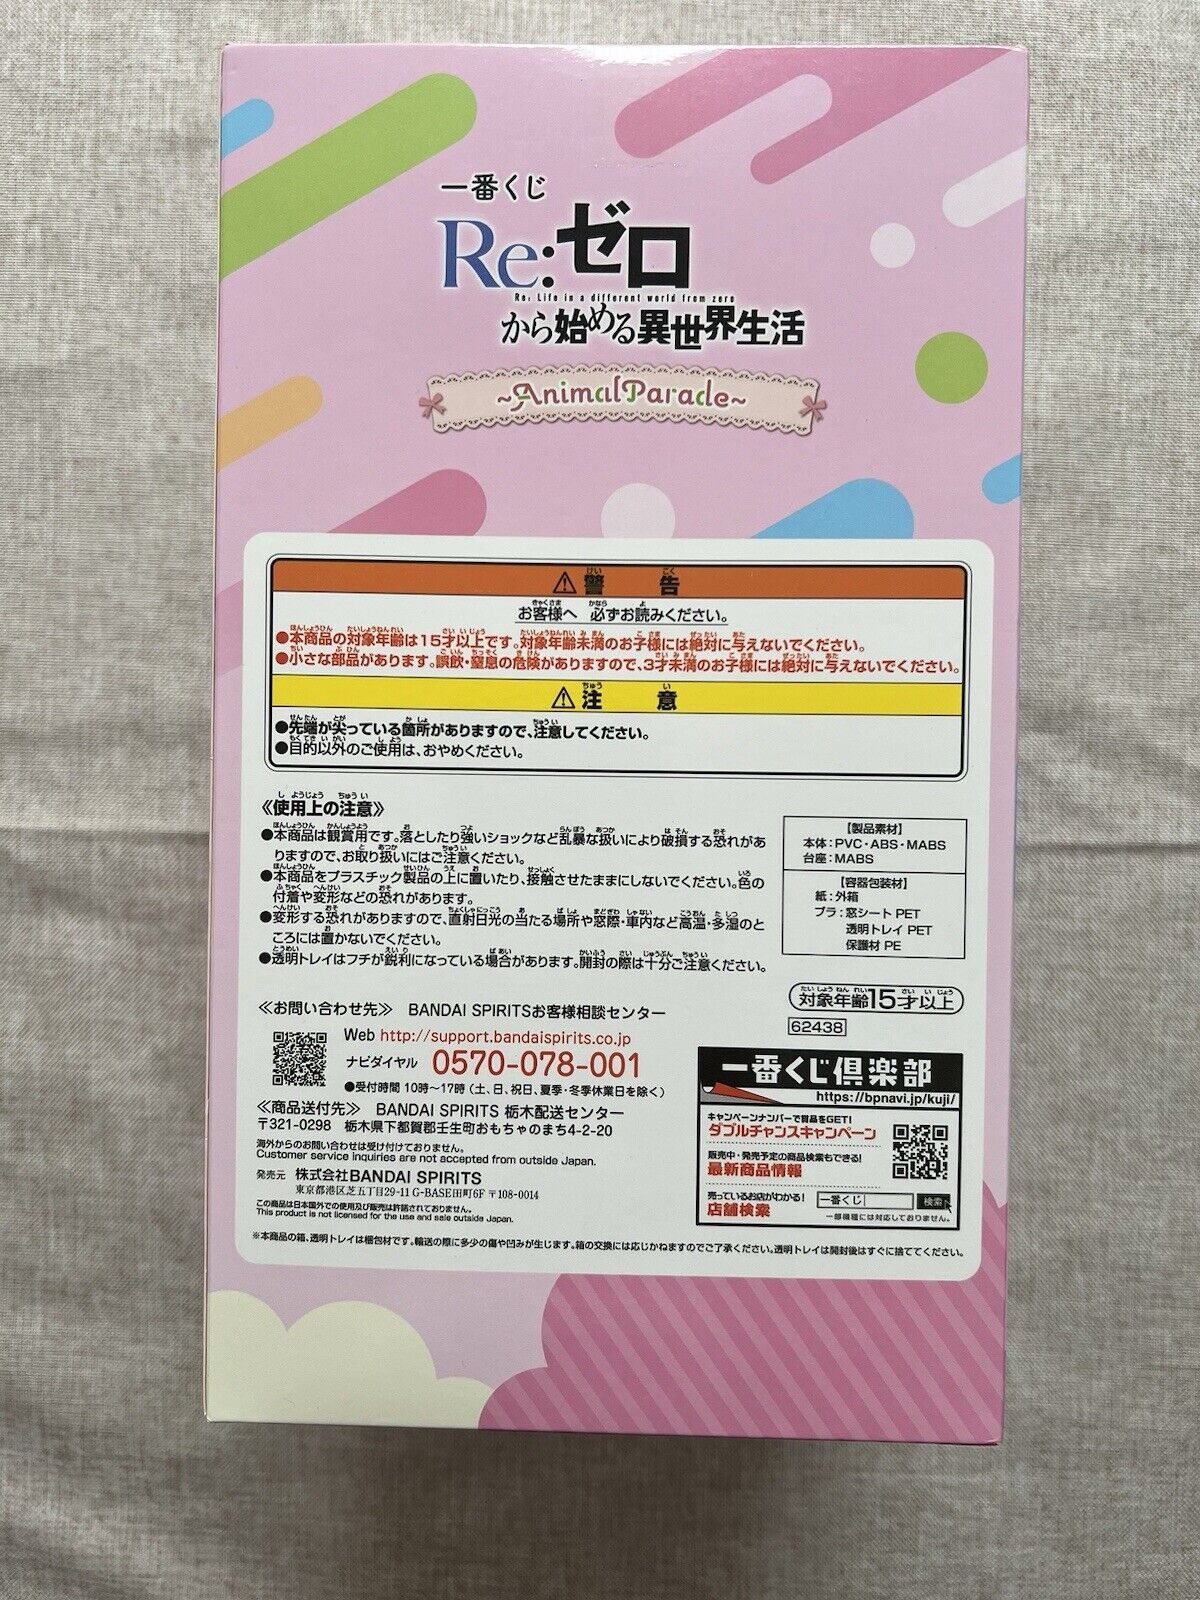 一番くじ
Re:ゼロ
Re: Life in a different world from zero
から始める異世界生活
~AnimalParade~
⚠警告
お客様へ 必ずお読みください。
●本商品の対象年齢は15才以上です。対象年齢未満のお子様には絶対に与えないでください。
●小さな部品があります。誤飲・窒息の危険がありますので、3才未満のお子様には絶対に与えないでください。
⚠注意
●先端が尖っている箇所がありますので、注意してください。
●目的以外のご使用は、おやめください。
《使用上の注意》
●本商品は観賞用です。落としたり強いショックなど乱暴な扱いにより破損する恐れがあ
りますので、お取り扱いにはご注意ください。
●本商品をプラスチック製品の上に置いたり、接触させたままにしないでください。色の
付着や変形などの恐れがあります。
●変形する恐れがありますので、直射日光の当たる場所や窓際・車内など高温・多湿のと
ころには置かないでください。
●透明トレイはフチが鋭利になっている場合があります。開封の際は十分ご注意ください。
【製品素材】
本体:PVC・ABS・MABS
台座:MABS
【容器包装材】
紙:外箱
プラ:窓シート PET
透明トレイ PET
保護材 PE
対象年齢15才以上
62438
≪お問い合わせ先≫ BANDAI SPIRITSお客様相談センター
Web http://support.bandaispirits.co.jp
ナビダイヤル 0570-078-001
●受付時間 10時～17時(土、日、祝日、夏季・冬季休業日を除く)
≪商品送付先≫ BANDAI SPIRITS 栃木配送センター
〒321-0298 栃木県下都賀郡壬生町おもちゃのまち4-2-20
海外からのお問い合わせは受け付けておりません。
Customer service inquiries are not accepted from outside Japan.
発売元 株式会社BANDAI SPIRITS
東京都港区芝五丁目29-11 G-BASE田町6F 〒108-0014
この商品は日本国外での使用及び販売は許諾されておりません。
This product is not licensed for the use and sale outside Japan.
一番くじ倶楽部
https://bpnavi.jp/kuji/
キャンペーンナンバーで賞品をGET!
ダブルチャンスキャンペーン
販売中・発売予定の商品検索もできる!
最新商品情報
売っているお店がわかる!
店舗検索
一番くじ 検索
一部機種には対応しておりません。
※本商品の箱、透明トレイは梱包材です。輸送の際に多少の傷や凹みが生じます。箱の交換には応じかねますのでご了承ください。透明トレイは開封後はすぐに捨ててください。